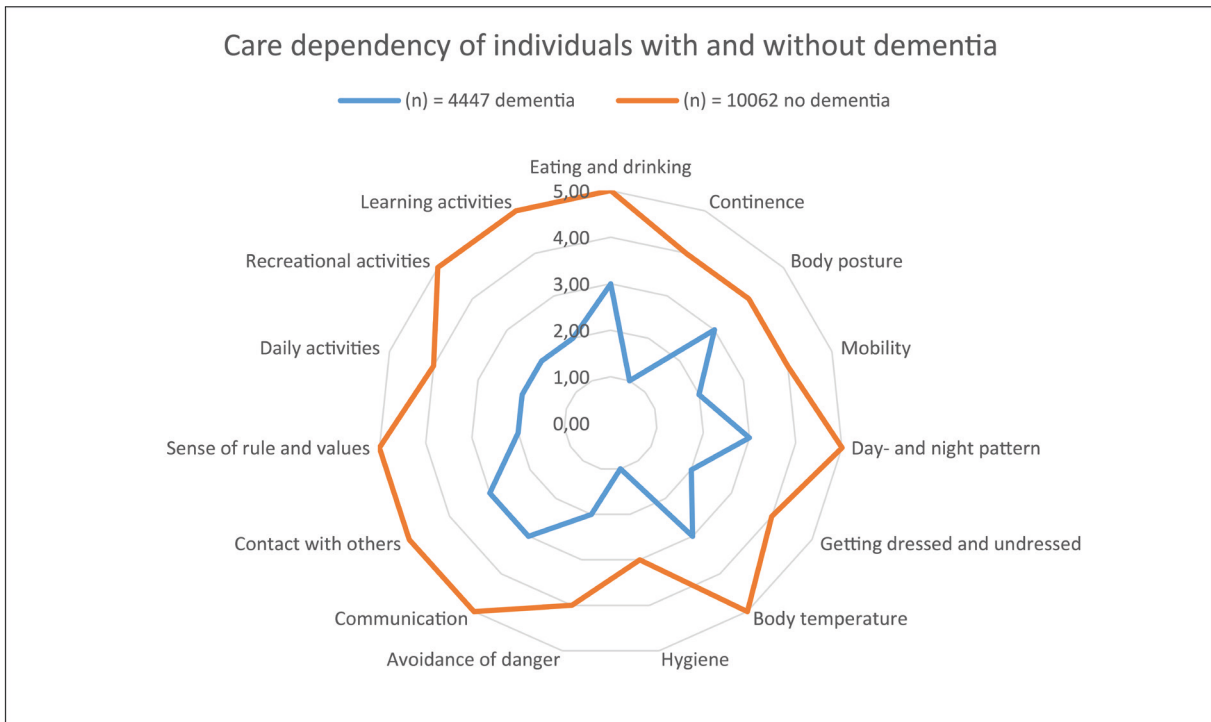 Care dependency of individuals with and without dementia
(n) = 4447 dementia (n) = 10062 no dementia
Eating and drinking
Continence
Body posture
Mobility
Day- and night pattern
Getting dressed and undressed
Body temperature
Hygiene
Avoidance of danger
Communication
Contact with others
Sense of rule and values
Daily activities
Recreational activities
Learning activities
5,00
4,00
3,00
2,00
1,00
0,00